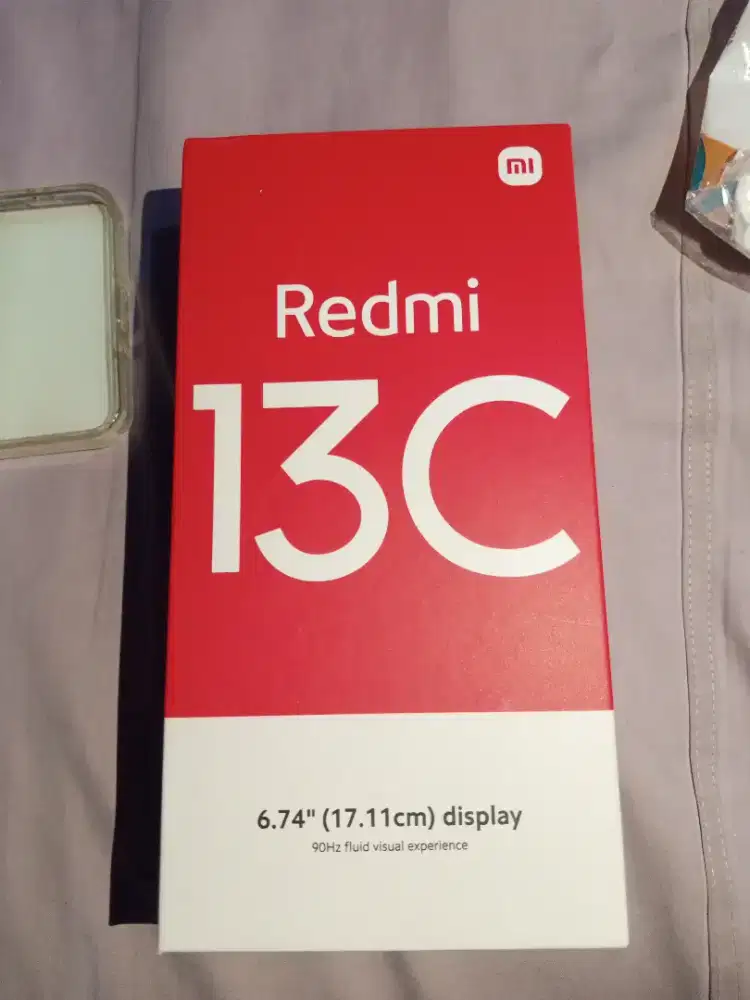 mi
Redmi
13C
6.74" (17.11cm) display
90Hz fluid visual experience